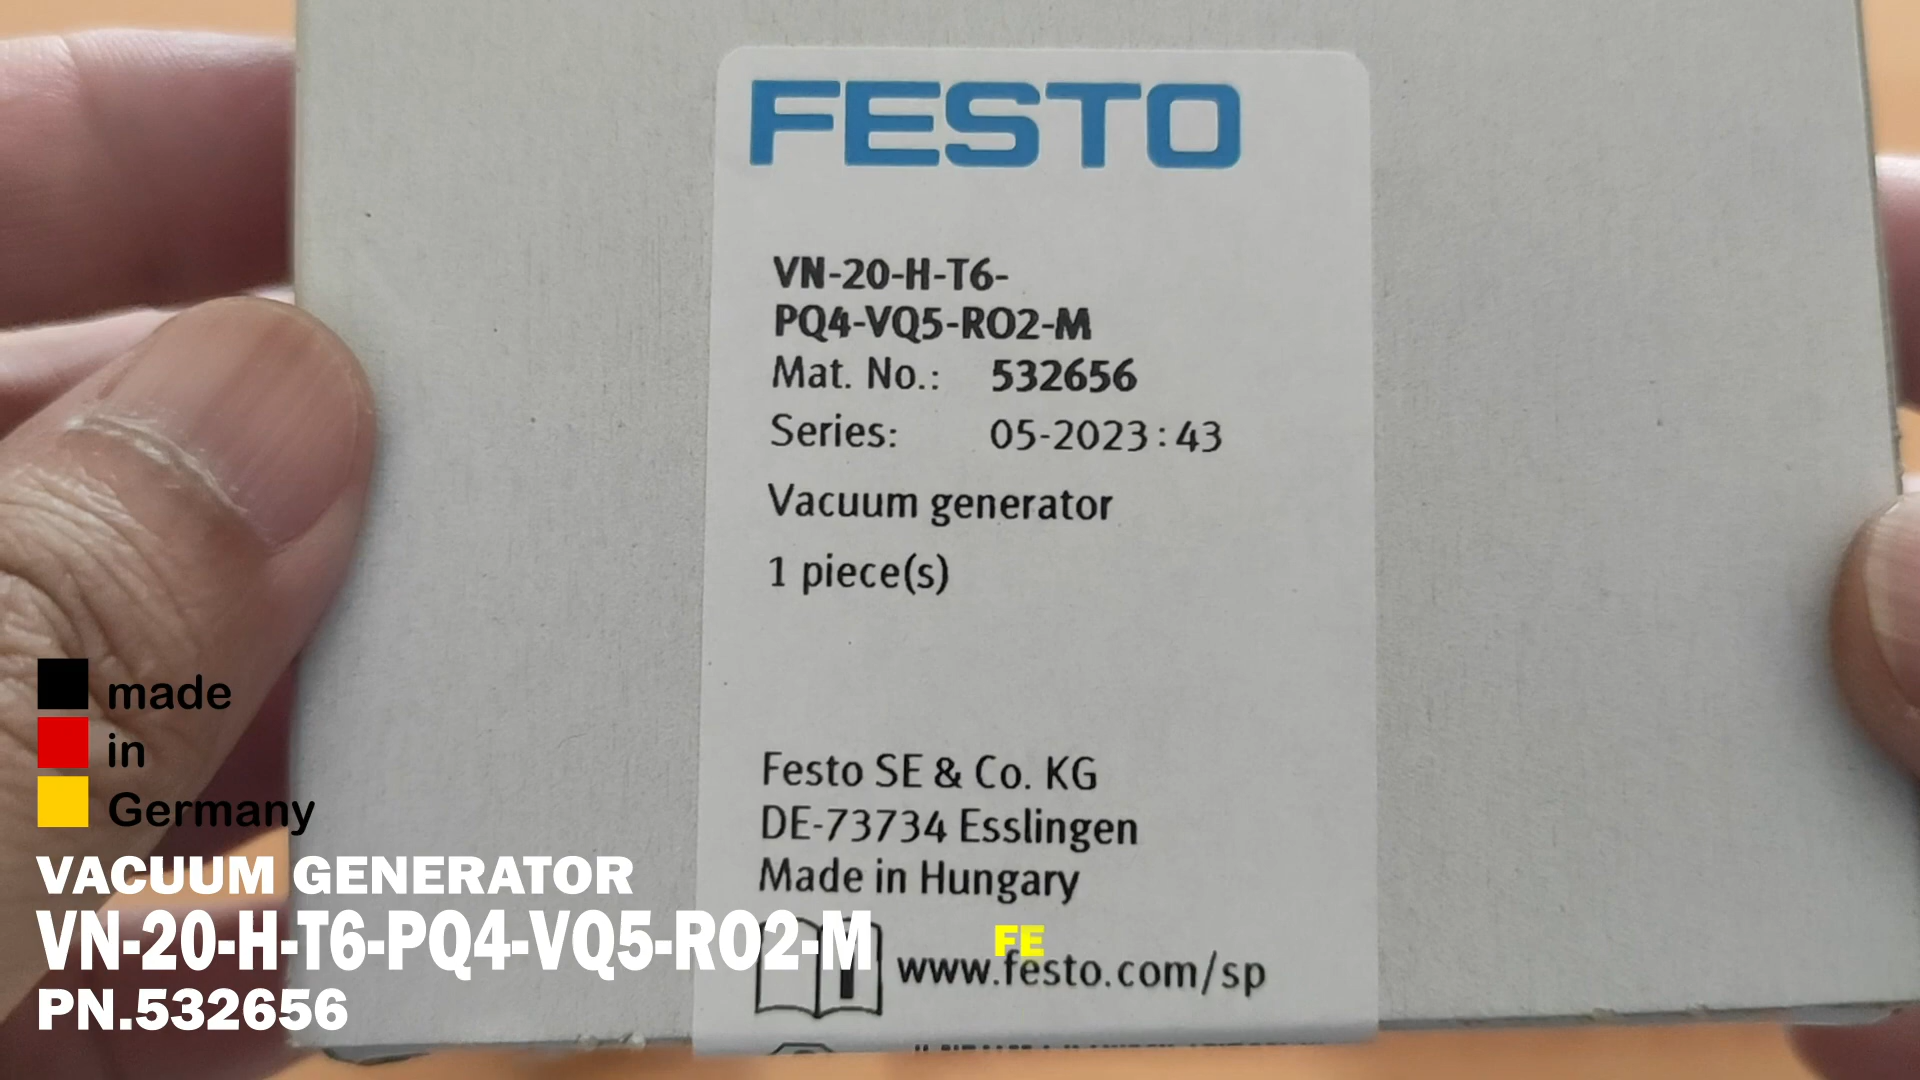 FESTO
VN-20-H-T6-
PQ4-VQ5-RO2-M
Mat. No.: 532656
Series: 05-2023:43
Vacuum generator
1 piece(s)
Festo SE & Co. KG
DE-73734 Esslingen
Made in Hungary
www.festo.com/sp
made
in
Germany
VACUUM GENERATOR
VN-20-H-T6-PQ4-VQ5-RO2-M
FE
PN.532656